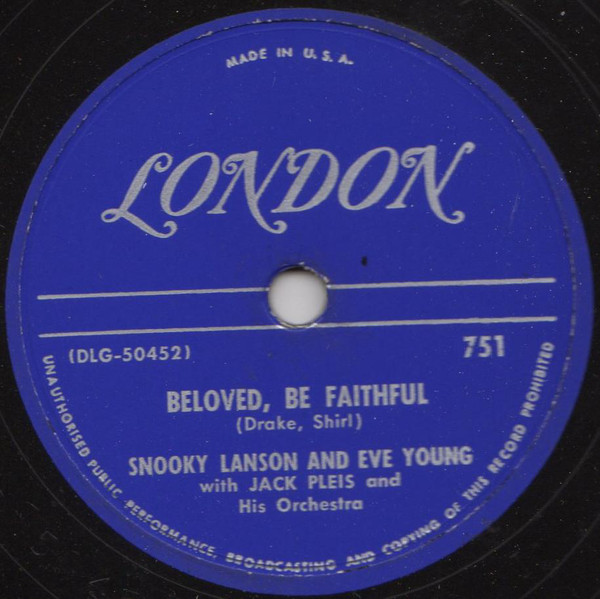 MADE IN U.S.A.
LONDON
(DLG-50452)
751
BELOVED, BE FAITHFUL
(Drake, Shirl)
SNOOKY LANSON AND EVE YOUNG
with JACK PLEIS and
His Orchestra
UNAUTHORISED PUBLIC PERFORMANCE, BROADCASTING AND COPYING OF THIS RECORD PROHIBITED